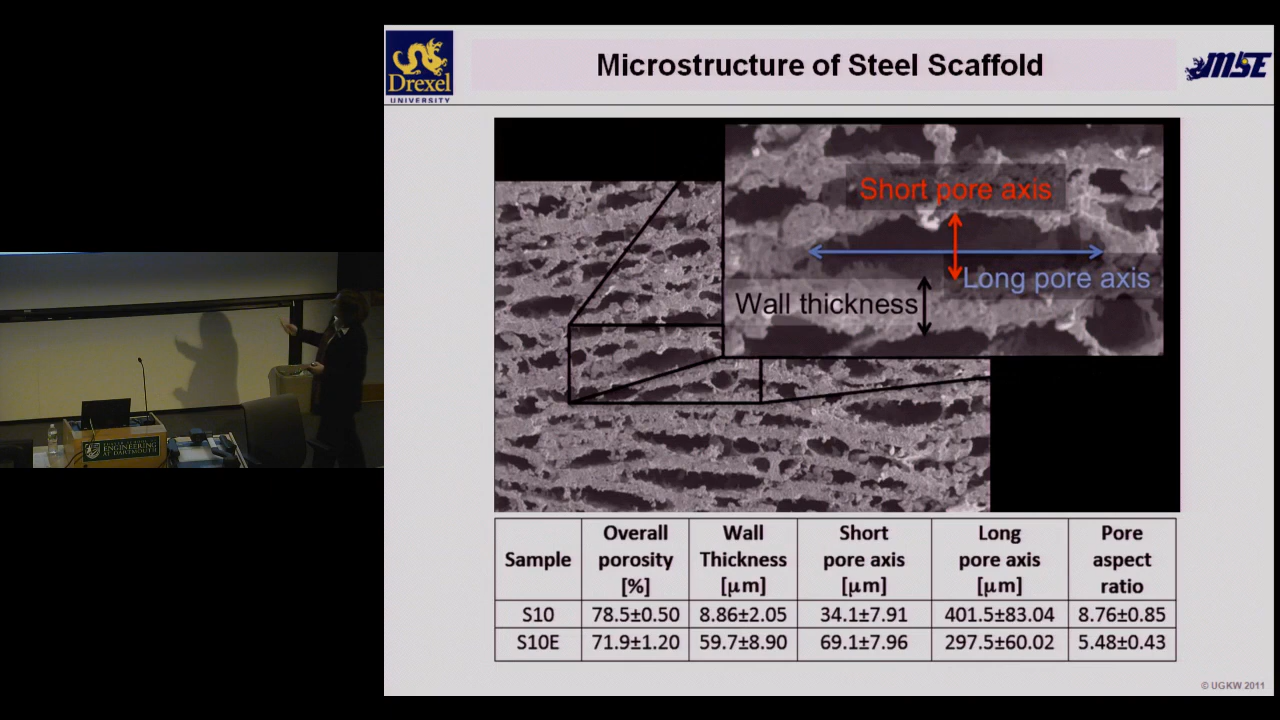 Drexel
UNIVERSITY
Microstructure of Steel Scaffold
MSE
Short pore axis
Long pore axis
Wall thickness
Sample Overall porosity [%] Wall Thickness [μm] Short pore axis [μm] Long pore axis [μm] Pore aspect ratio
S10 78.5±0.50 8.86±2.05 34.1±7.91 401.5±83.04 8.76±0.85
S10E 71.9±1.20 59.7±8.90 69.1±7.96 297.5±60.02 5.48±0.43
© UGKW 2011
ENGINEERING
AT DARTMOUTH